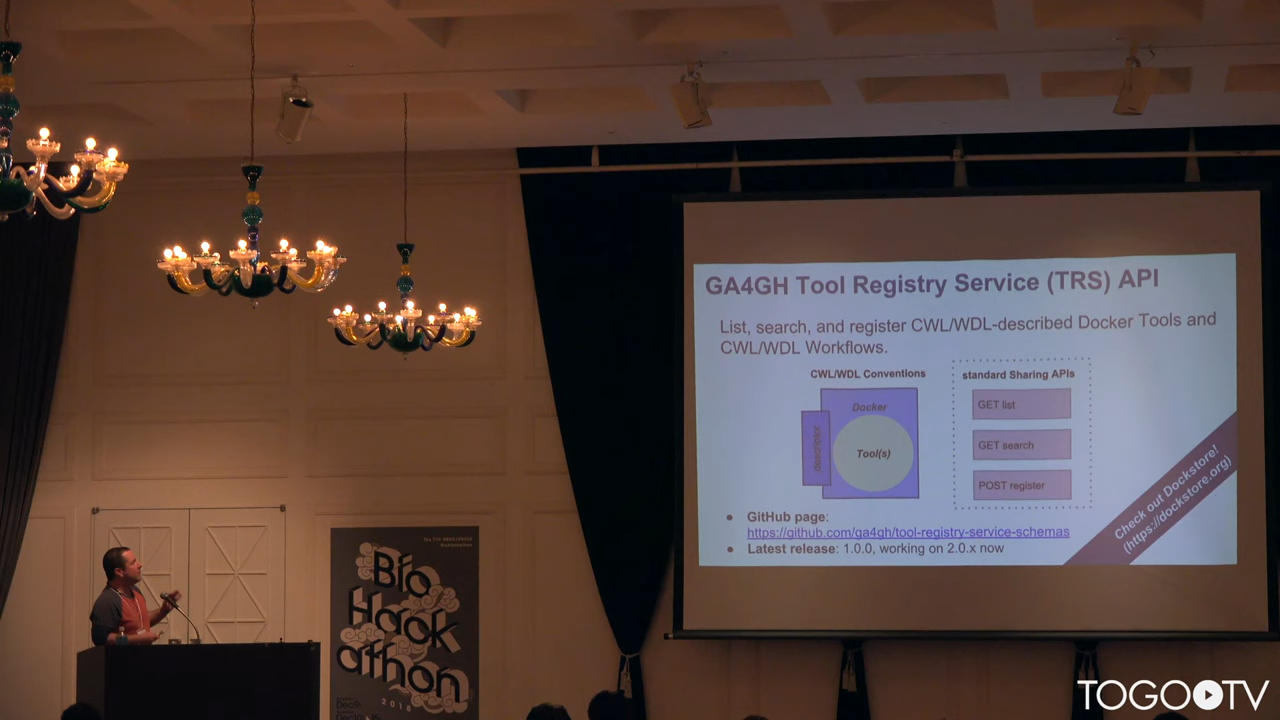 GA4GH Tool Registry Service (TRS) API
List, search, and register CWL/WDL-described Docker Tools and
CWL/WDL Workflows.
CWL/WDL Conventions
Docker
descriptor
Tool(s)
standard Sharing APIs
GET list
GET search
POST register
Check out Dockstore!
(https://dockstore.org)
● GitHub page:
https://github.com/ga4gh/tool-registry-service-schemas
● Latest release: 1.0.0, working on 2.0.x now
Bio
Hack
athon
2018
TOGOTV